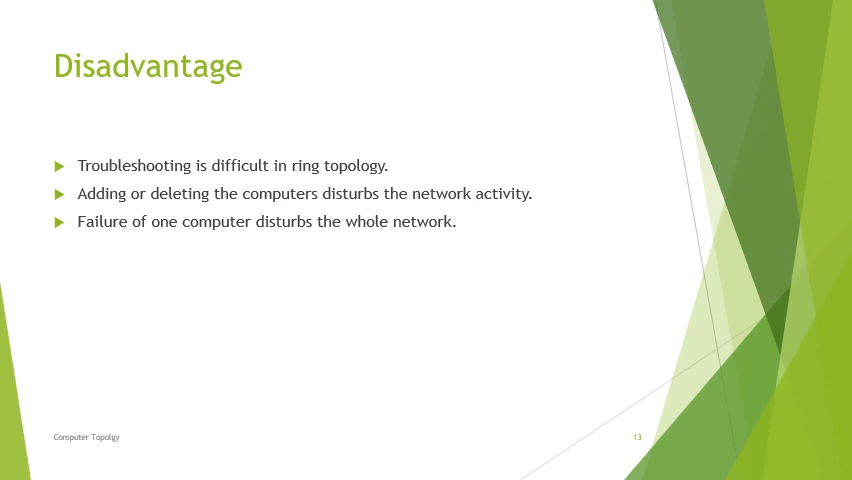 Disadvantage
Troubleshooting is difficult in ring topology.
Adding or deleting the computers disturbs the network activity.
Failure of one computer disturbs the whole network.
Computer Topolgy
13